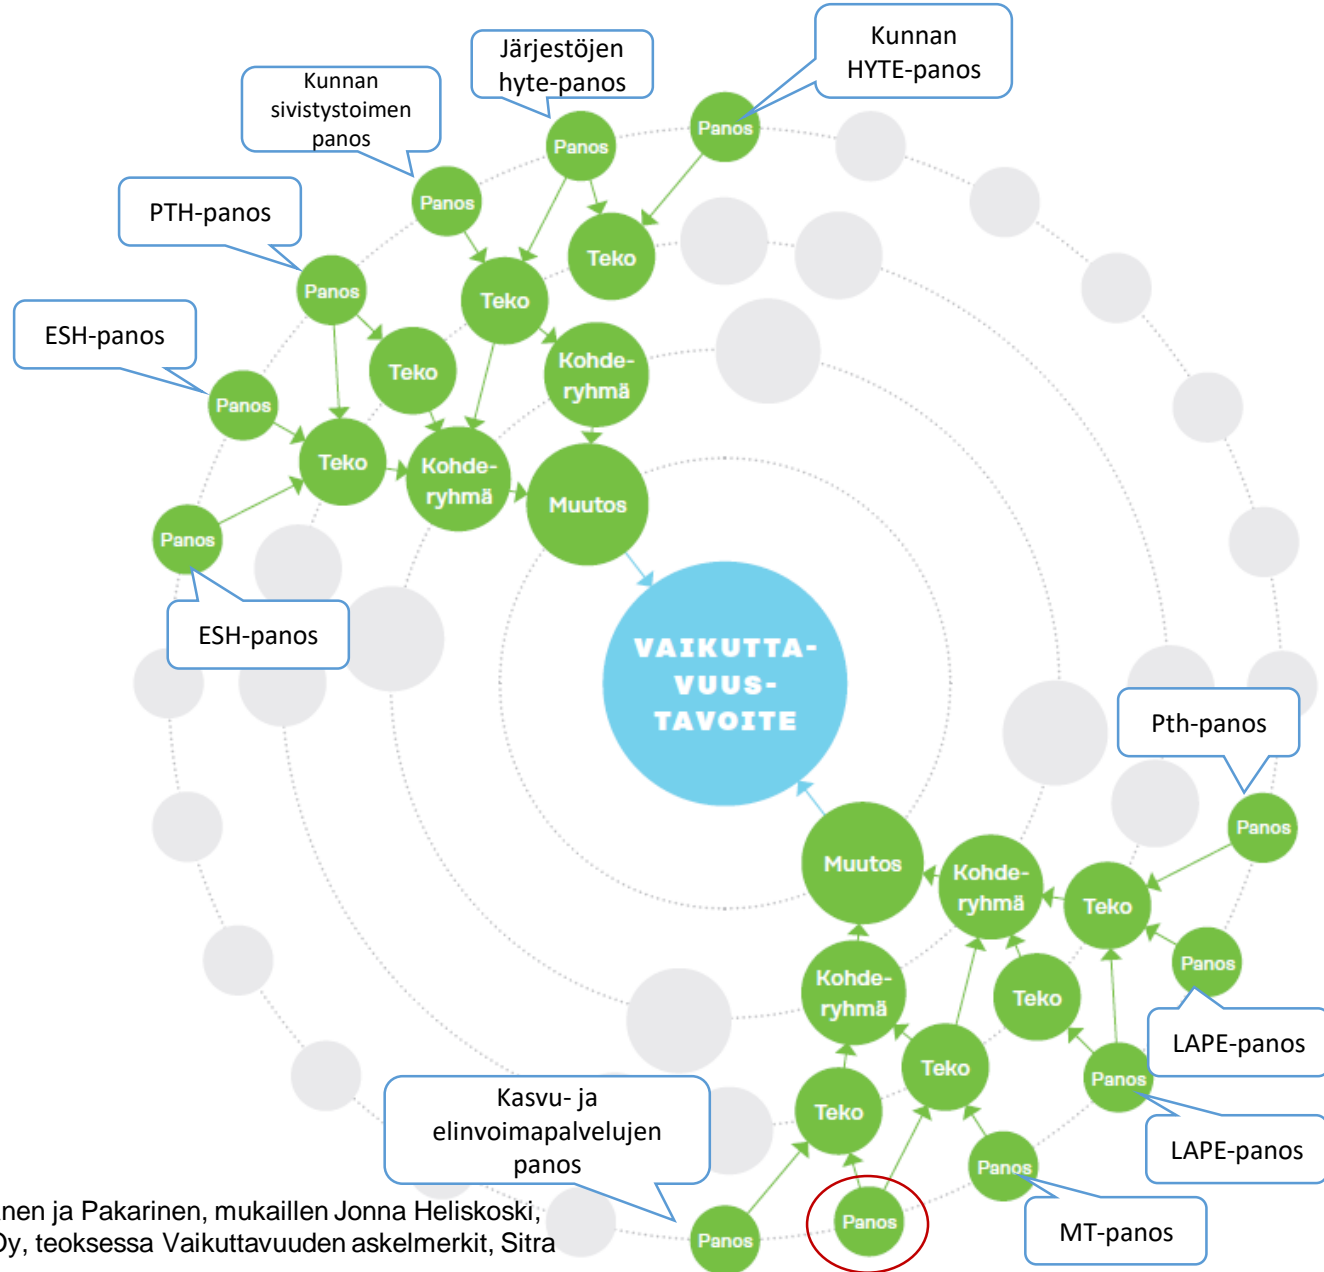 Kunnan
HYTE-panos
Järjestöjen
hyte-panos
Kunnan
sivistystoimen
panos
PTH-panos
ESH-panos
ESH-panos
Panos
Panos
Panos
Panos
Panos
Panos
Teko
Teko
Teko
Teko
Kohde-
ryhmä
Kohde-
ryhmä
Muutos
VAIKUTTA-
VUUS-
TAVOITE
Pth-panos
Panos
Muutos
Kohde-
ryhmä
Teko
Panos
Kohde-
ryhmä
Teko
LAPE-panos
Teko
Panos
Teko
LAPE-panos
Kasvu- ja
elinvoimapalvelujen
panos
Panos
MT-panos
Panos
Panos
nen ja Pakarinen, mukaillen Jonna Heliskoski,
Oy, teoksessa Vaikuttavuuden askelmerkit, Sitra